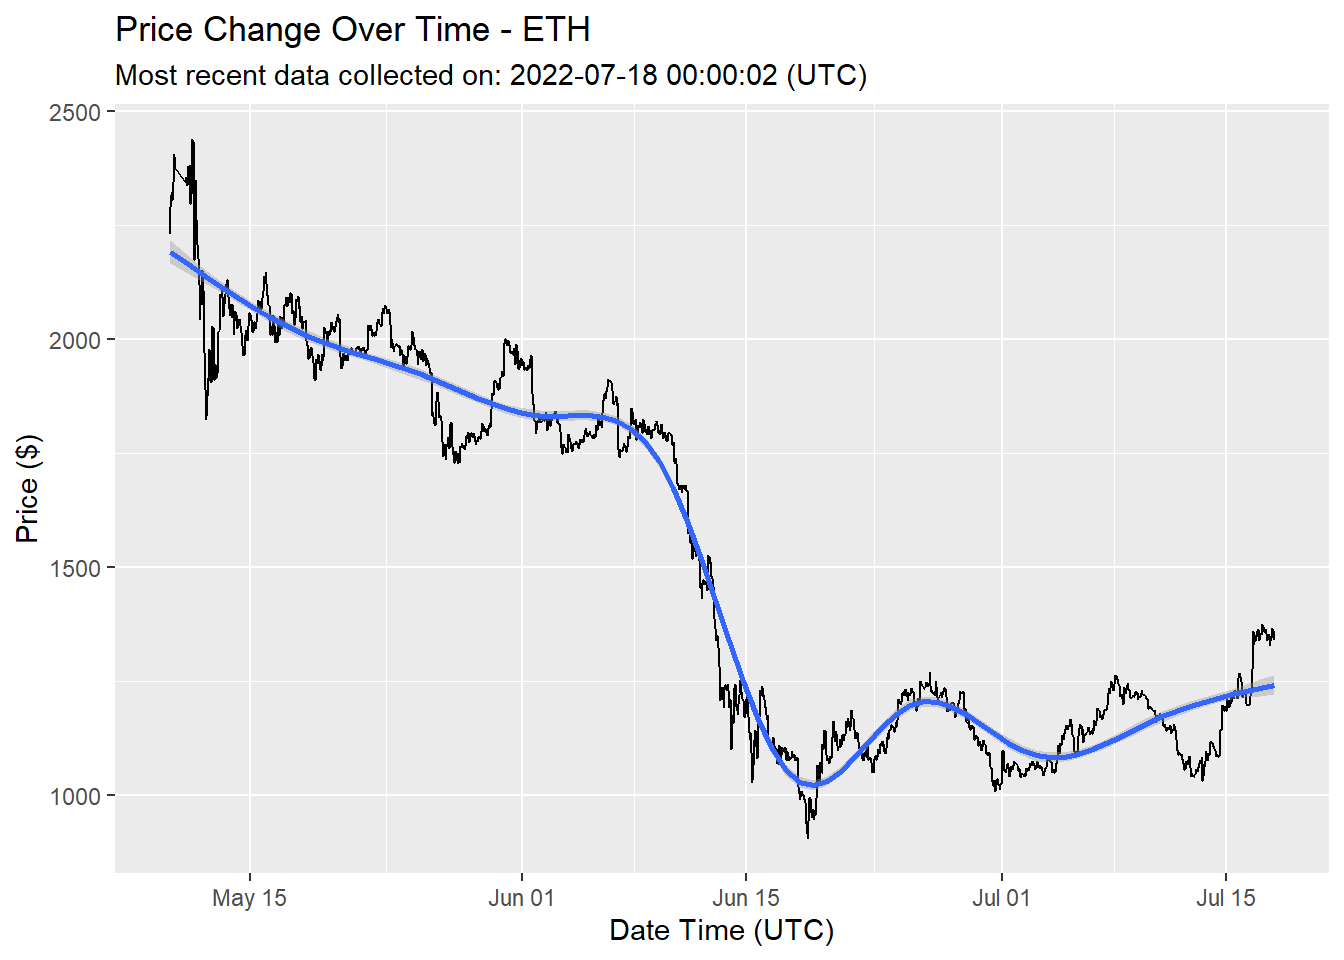 Price Change Over Time - ETH
Most recent data collected on: 2022-07-18 00:00:02 (UTC)
2500
2000
1500
1000
Price ($)
May 15
Jun 01
Jun 15
Jul 01
Jul 15
Date Time (UTC)